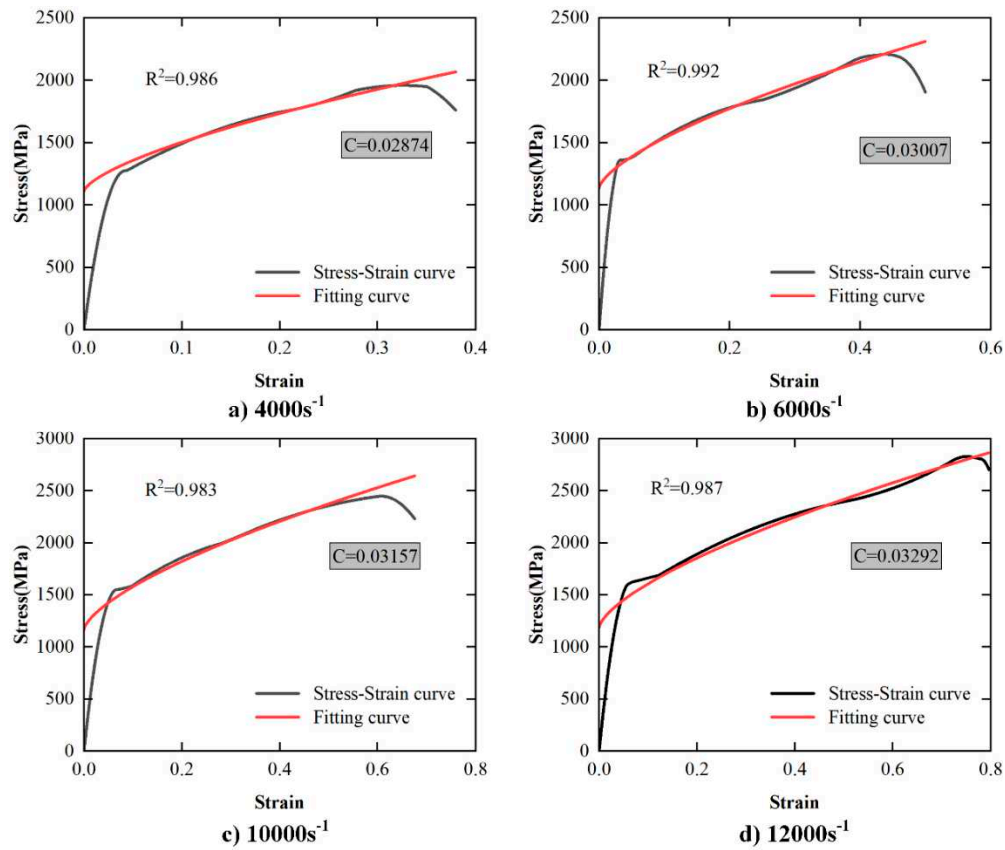 2500
2000
1500
1000
500
0
Stress(MPa)
R²=0.986
C=0.02874
Stress-Strain curve
Fitting curve
0.0 0.1 0.2 0.3 0.4
Strain
a) 4000s⁻¹
2500
2000
1500
1000
500
0
Stress(MPa)
R²=0.992
C=0.03007
Stress-Strain curve
Fitting curve
0.0 0.2 0.4 0.6
Strain
b) 6000s⁻¹
3000
2500
2000
1500
1000
500
0
Stress(MPa)
R²=0.983
C=0.03157
Stress-Strain curve
Fitting curve
0.0 0.2 0.4 0.6 0.8
Strain
c) 10000s⁻¹
3000
2500
2000
1500
1000
500
0
Stress(MPa)
R²=0.987
C=0.03292
Stress-Strain curve
Fitting curve
0.0 0.2 0.4 0.6 0.8
Strain
d) 12000s⁻¹